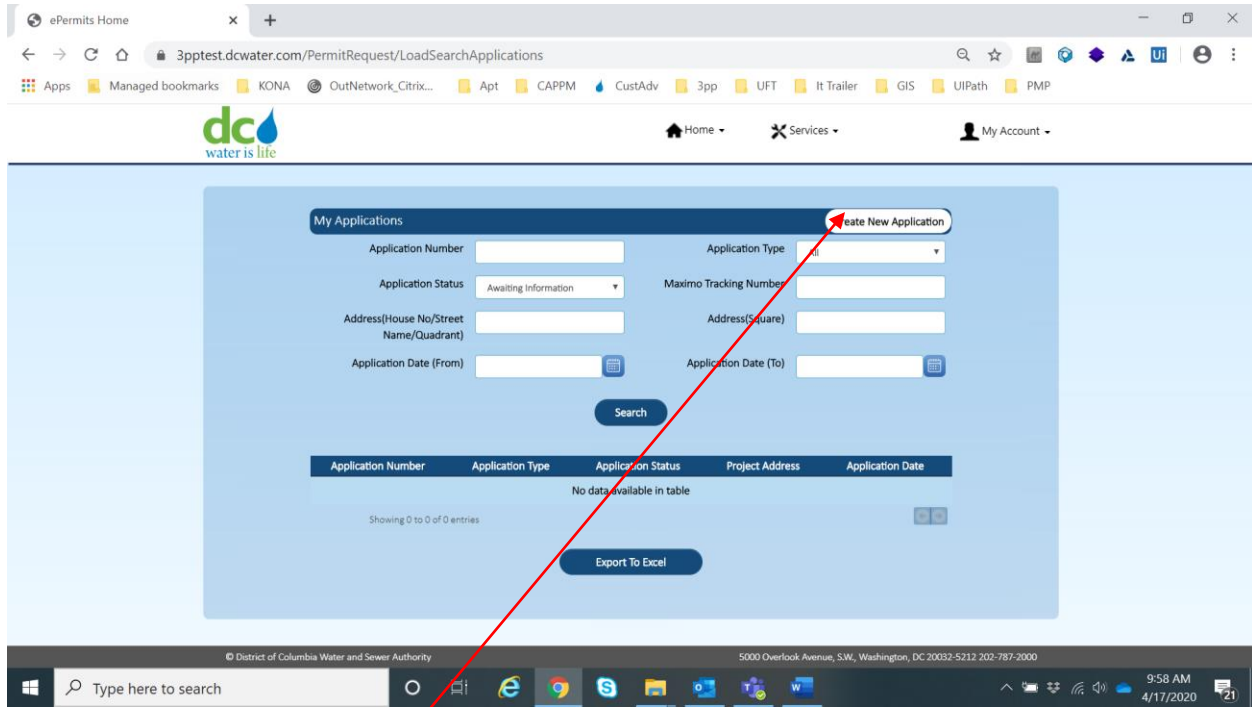 ePermits Home
3pptest.dcwater.com/PermitRequest/LoadSearchApplications
Apps Managed bookmarks KONA OutNetwork_Citrix... Apt CAPPM CustAdv 3pp UFT It Trailer GIS UIPath PMP
dc
water is life
Home Services My Account
My Applications Create New Application
Application Number Application Type All
Application Status Awaiting Information Maximo Tracking Number
Address(House No/Street Address(Square)
Name/Quadrant)
Application Date (From) Application Date (To)
Search
Application Number Application Type Application Status Project Address Application Date
No data available in table
Showing 0 to 0 of 0 entries
Export To Excel
© District of Columbia Water and Sewer Authority 5000 Overlook Avenue, S.W., Washington, DC 20032-5212 202-787-2000
Type here to search 9:58 AM
4/17/2020 21